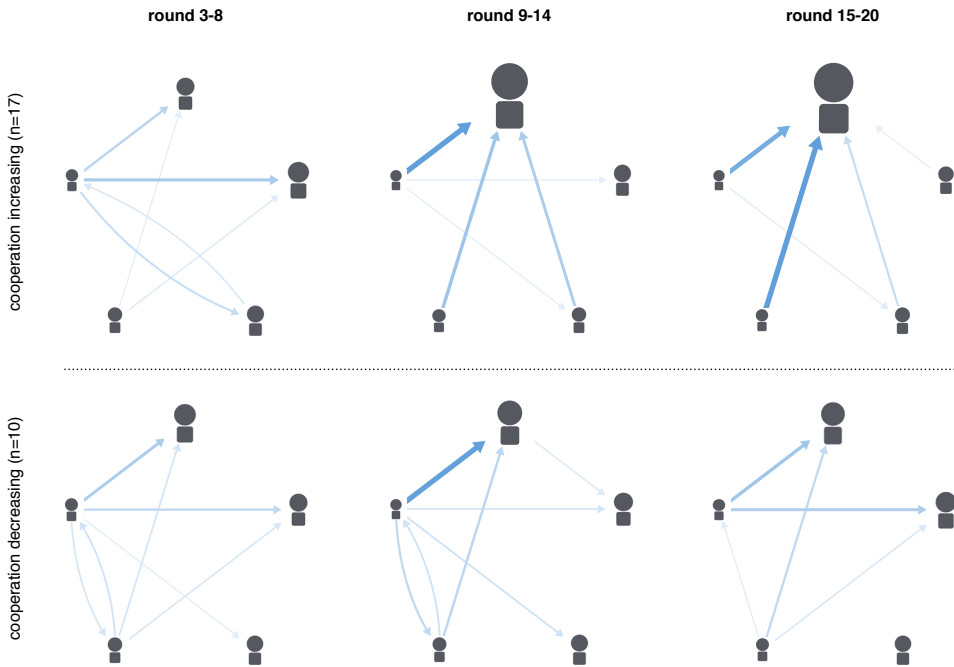 round 3-8
round 9-14
round 15-20
cooperation increasing (n=17)
cooperation decreasing (n=10)